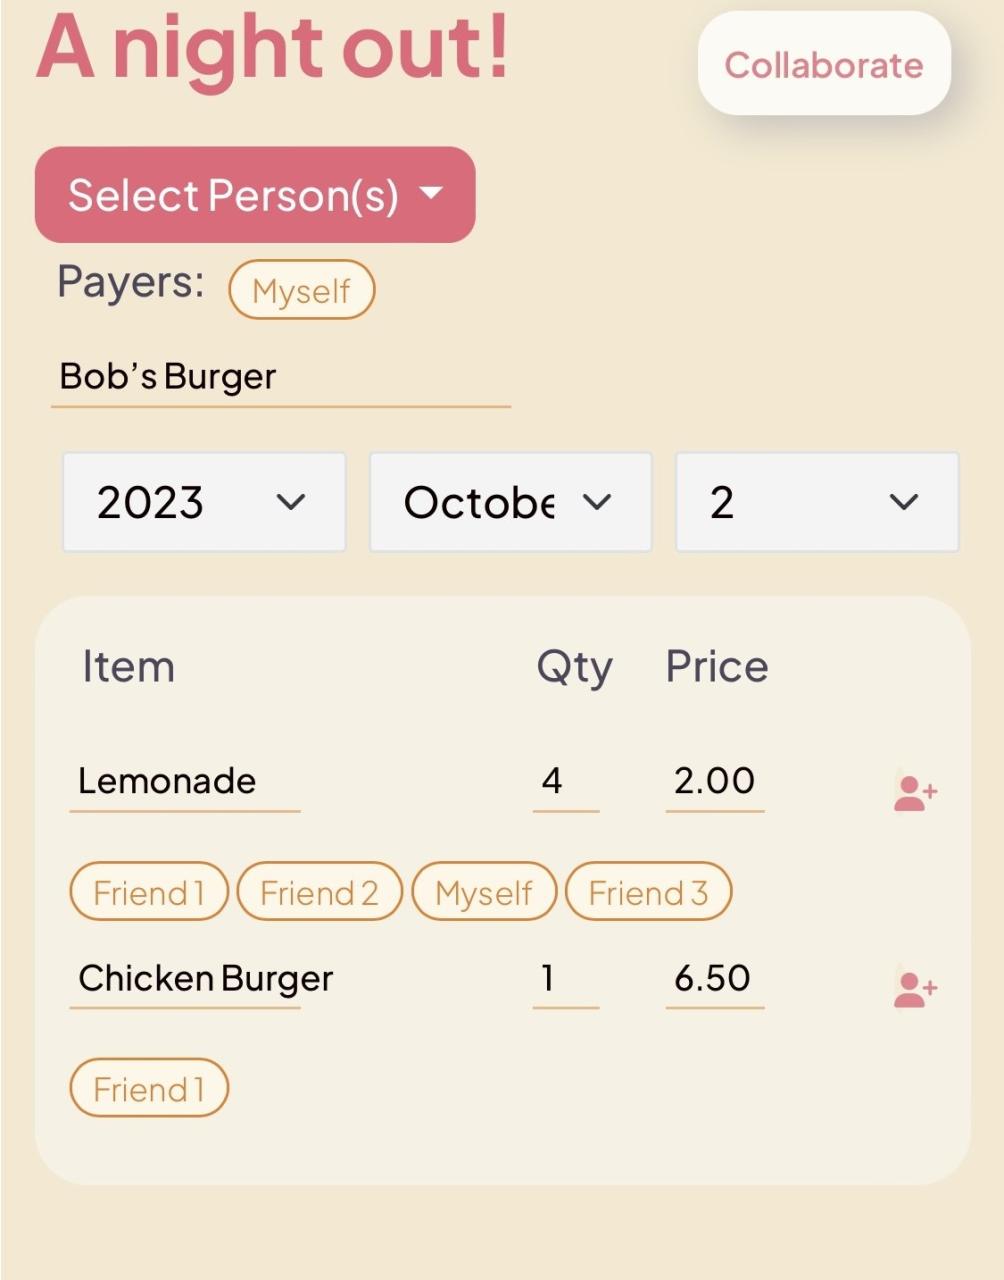 A night out!
Collaborate
Select Person(s)
Payers: Myself
Bob's Burger
2023 Octobe 2
Item Qty Price
Lemonade 4 2.00
Friend 1 Friend 2 Myself Friend 3
Chicken Burger 1 6.50
Friend 1